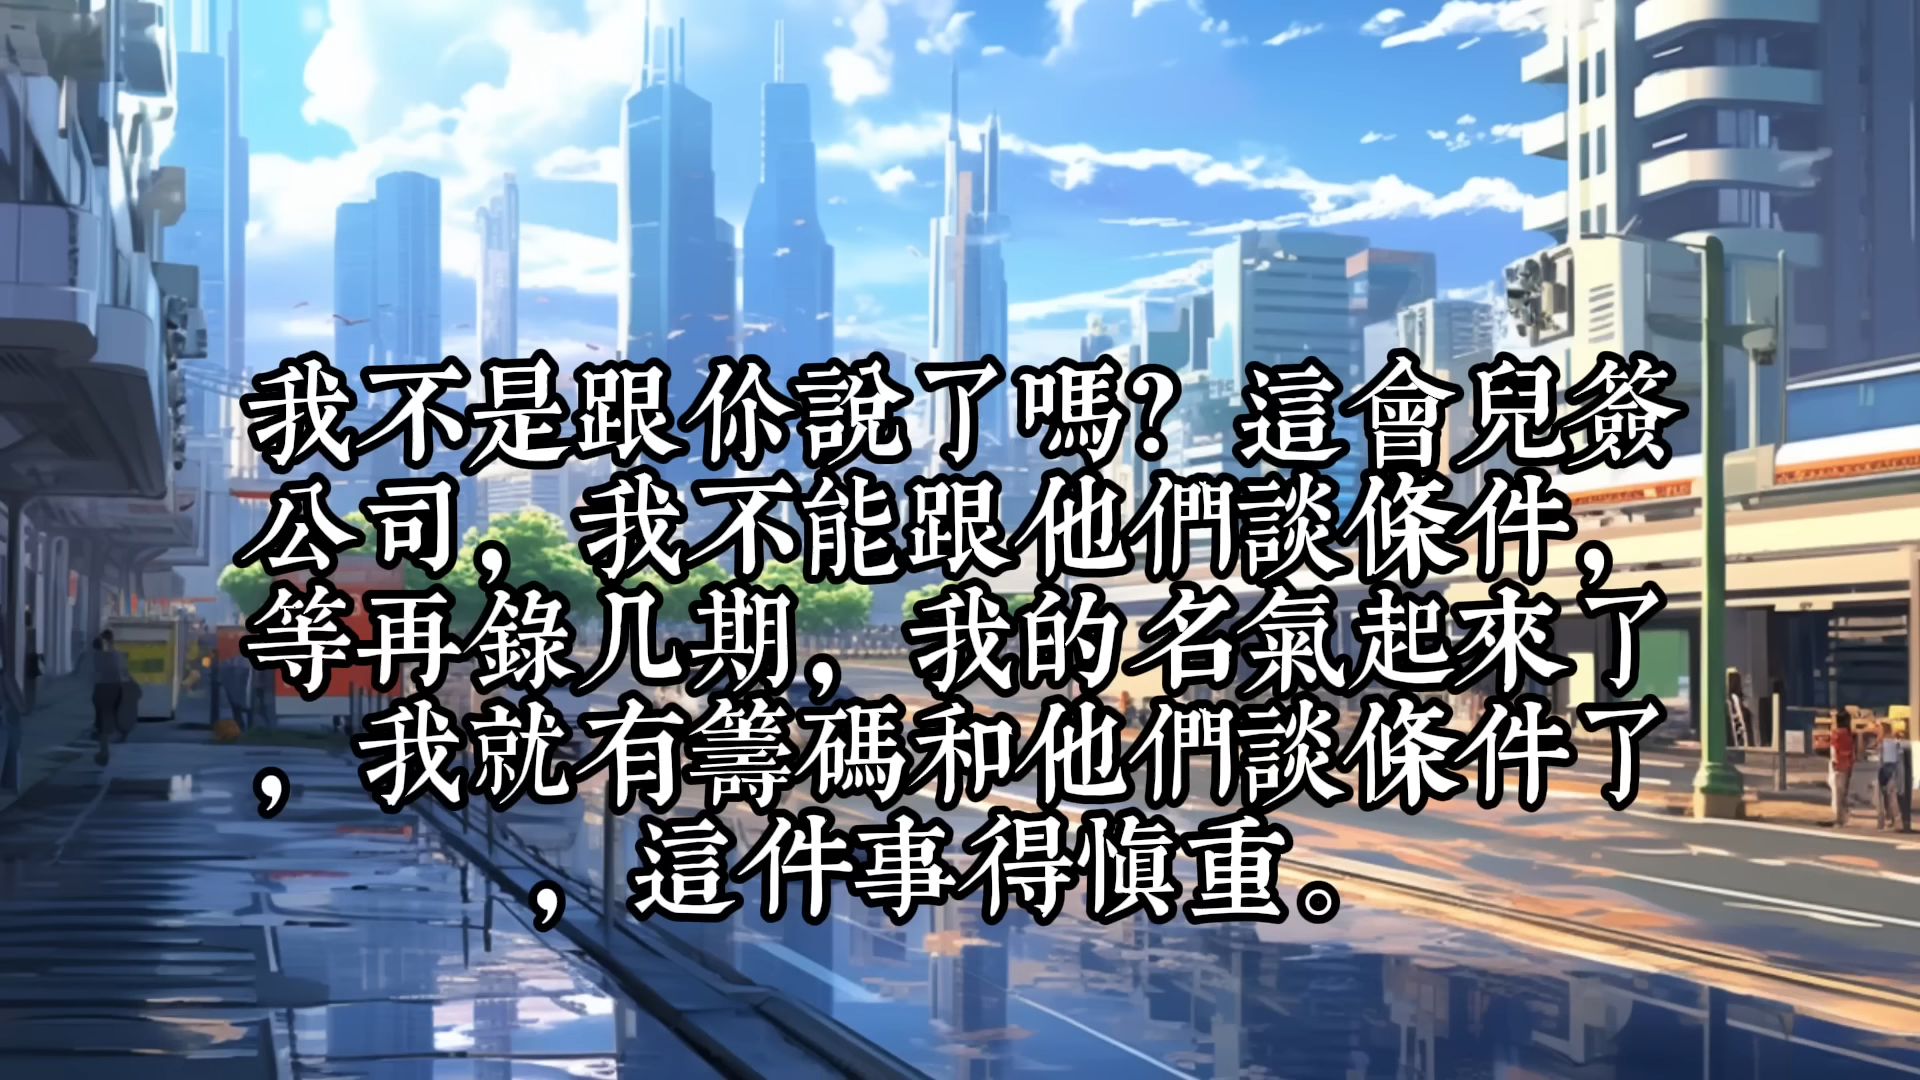 我不是跟你說了嗎？這會兒簽
公司，我不能跟他們談條件，
等再錄几期，我的名氣起來了
，我就有籌碼和他們談條件了
，這件事得慎重。